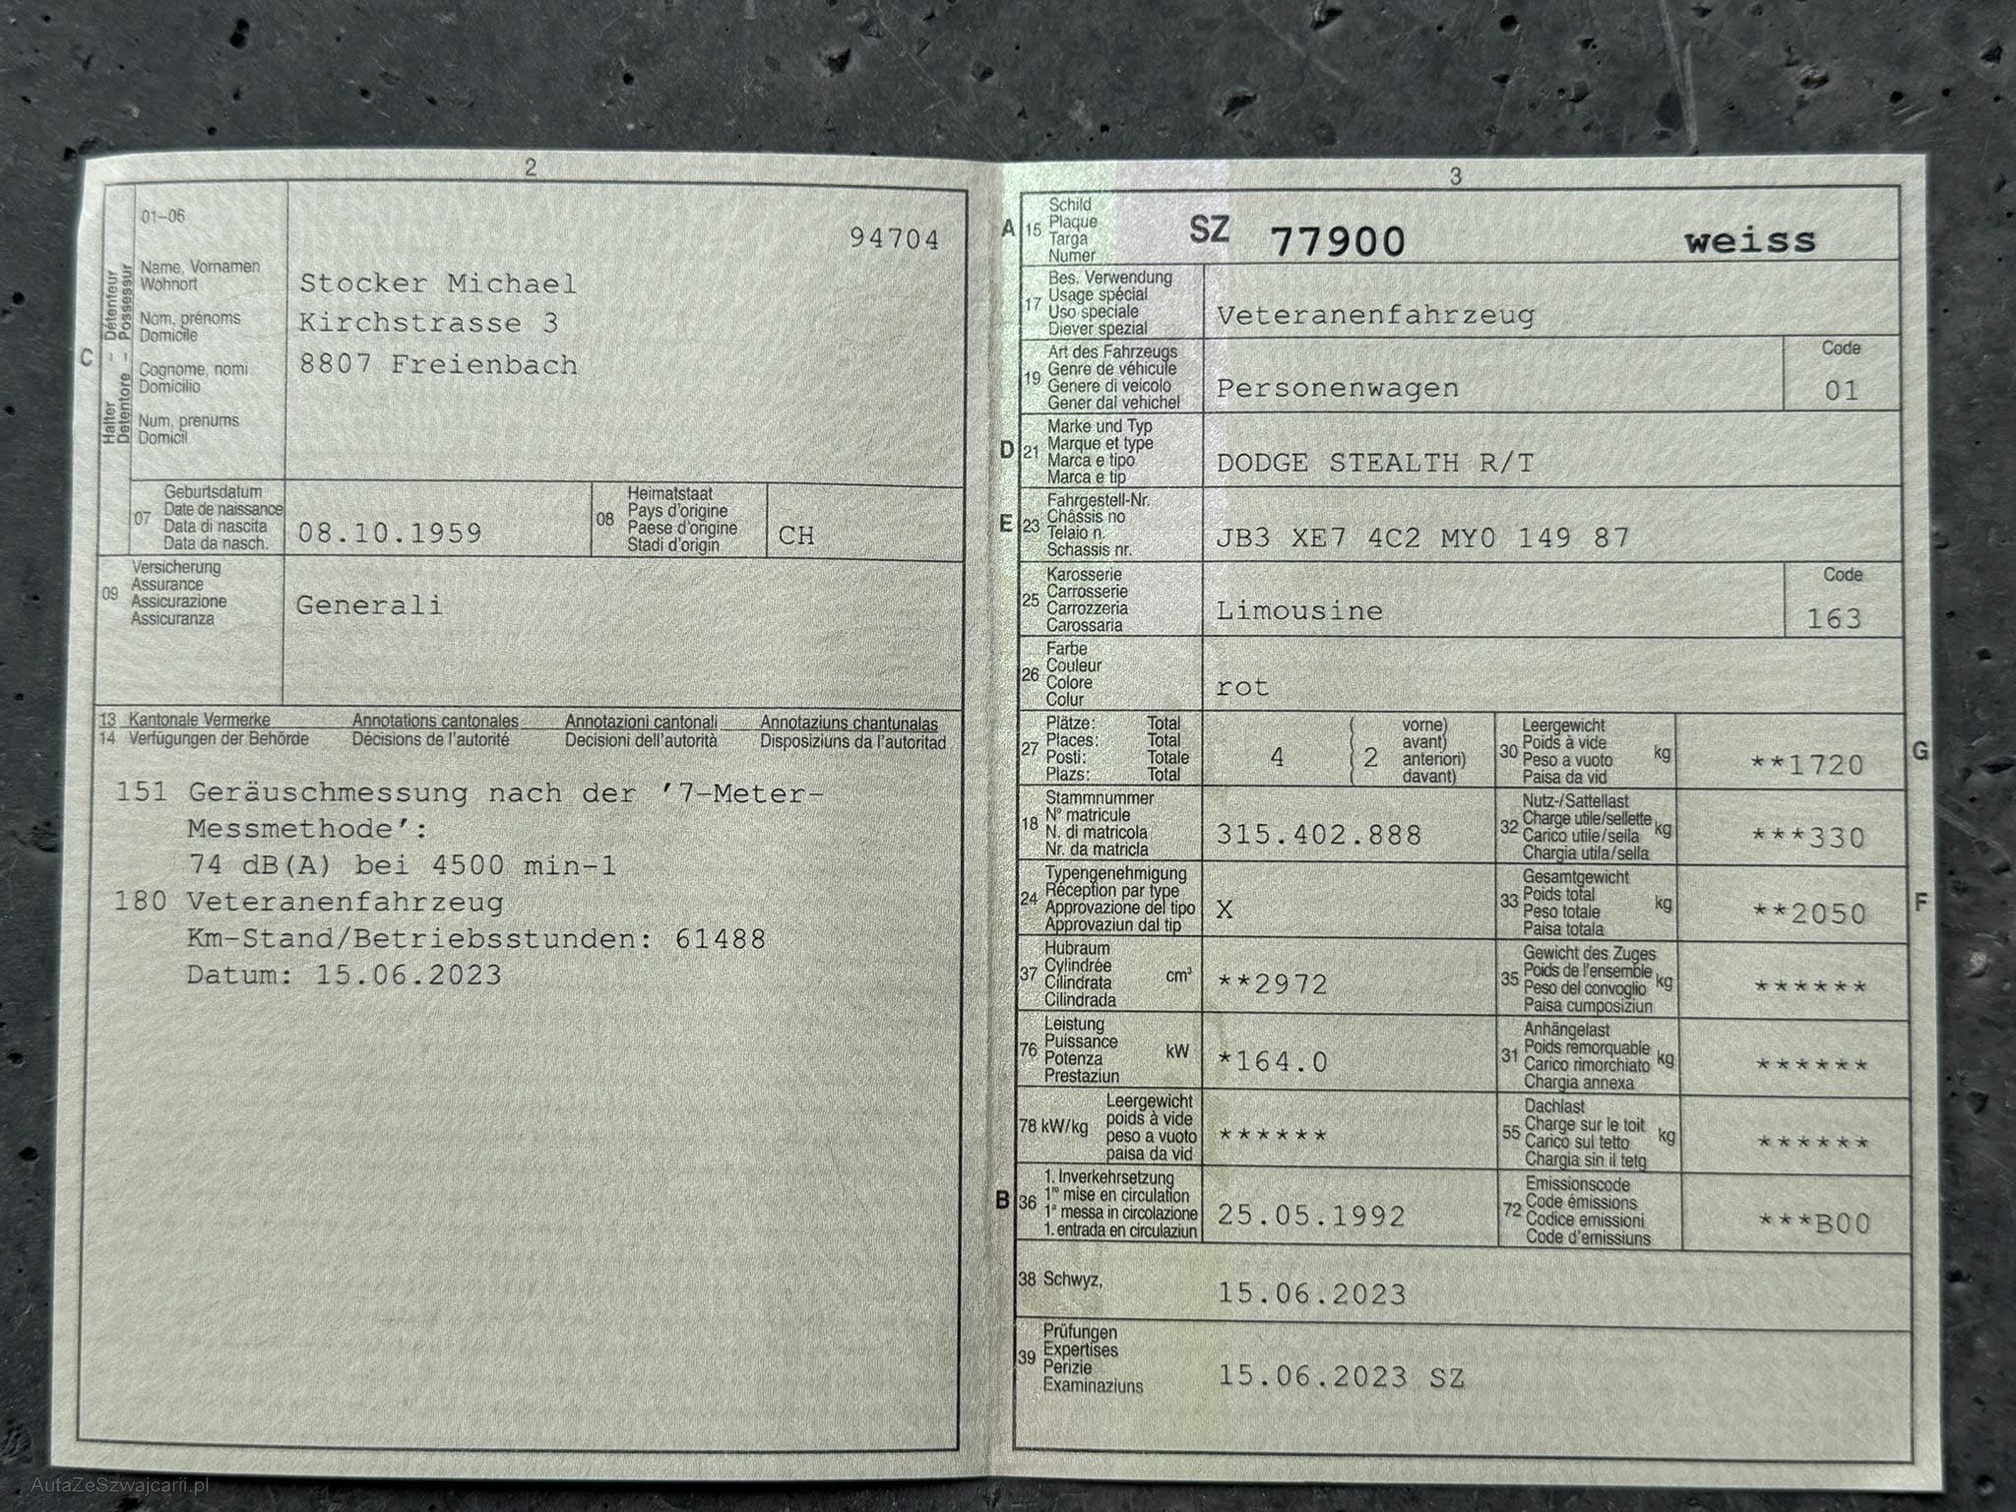 2
01–06
94704
Halter – Détenteur
Detentore – Possessur
C
Name, Vornamen
Wohnort
Nom, prénoms
Domicile
Cognome, nomi
Domicilio
Num, prenums
Domicil
Stocker Michael
Kirchstrasse 3
8807 Freienbach
07
Geburtsdatum
Date de naissance
Data di nascita
Data da nasch.
08.10.1959
08
Heimatstaat
Pays d'origine
Paese d'origine
Stadi d'origin
CH
09
Versicherung
Assurance
Assicurazione
Assicuranza
Generali
13 Kantonale Vermerke Annotations cantonales Annotazioni cantonali Annotaziuns chantunalas
14 Verfügungen der Behörde Décisions de l'autorité Decisioni dell'autorità Disposiziuns da l'autoritad
151 Geräuschmessung nach der '7-Meter-
Messmethode':
74 dB(A) bei 4500 min-1
180 Veteranenfahrzeug
Km-Stand/Betriebsstunden: 61488
Datum: 15.06.2023
3
A 15
Schild
Plaque
Targa
Numer
SZ 77900 weiss
17
Bes. Verwendung
Usage spécial
Uso speciale
Diever spezial
Veteranenfahrzeug
19
Art des Fahrzeugs
Genre de véhicule
Genere di veicolo
Gener dal vehichel
Personenwagen
Code
01
D 21
Marke und Typ
Marque et type
Marca e tipo
Marca e tip
DODGE STEALTH R/T
E 23
Fahrgestell-Nr.
Châssis no
Telaio n.
Schassis nr.
JB3 XE7 4C2 MY0 149 87
25
Karosserie
Carrosserie
Carrozzeria
Carossaria
Limousine
Code
163
26
Farbe
Couleur
Colore
Colur
rot
27
Plätze: Total
Places: Total
Posti: Totale
Plazs: Total
4 ( 2
vorne)
avant)
anteriori)
davant)
30
Leergewicht
Poids à vide
Peso a vuoto
Paisa da vid
kg
**1720
G
18
Stammnummer
N° matricule
N. di matricola
Nr. da matricla
315.402.888
32
Nutz-/Sattellast
Charge utile/sellette
Carico utile/sella
Chargia utila/sella
kg
***330
24
Typengenehmigung
Réception par type
Approvazione del tipo
Approvaziun dal tip
X
33
Gesamtgewicht
Poids total
Peso totale
Paisa totala
kg
**2050
F
37
Hubraum
Cylindrée
Cilindrata
Cilindrada
cm³
**2972
35
Gewicht des Zuges
Poids de l'ensemble
Peso del convoglio
Paisa cumposiziun
kg
******
76
Leistung
Puissance
Potenza
Prestaziun
kW
*164.0
31
Anhängelast
Poids remorquable
Carico rimorchiato
Chargia annexa
kg
******
78 kW/kg
Leergewicht
poids à vide
peso a vuoto
paisa da vid
******
55
Dachlast
Charge sur le toit
Carico sul tetto
Chargia sin il tetg
kg
******
B 36
1. Inverkehrsetzung
1re mise en circulation
1a messa in circolazione
1. entrada en circulaziun
25.05.1992
72
Emissionscode
Code émissions
Codice emissioni
Code d'emissiuns
***B00
38 Schwyz,
15.06.2023
39
Prüfungen
Expertises
Perizie
Examinaziuns
15.06.2023 SZ
AutaZeSzwajcarii.pl